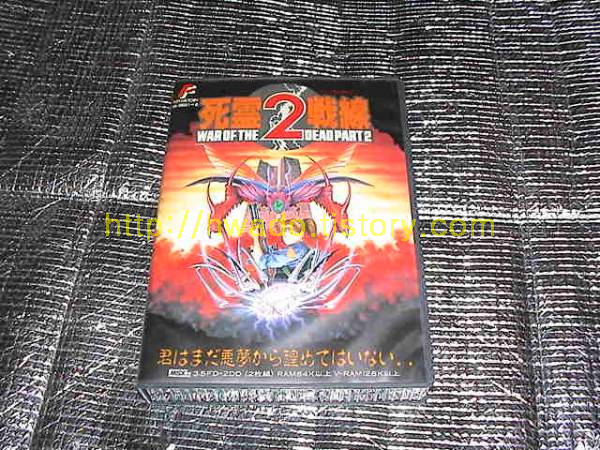 死霊2戦線
WAR OF THE DEAD PART 2
http://nwado.tistory.com
君はまだ悪夢から醒めてはいない..
MSX2 3.5FD-2DD (2枚組) RAM64K以上 V-RAM128K以上